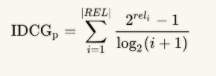 IDCG_p = \sum_{i=1}^{|REL|} \frac{2^{rel_i} - 1}{\log_2(i + 1)}